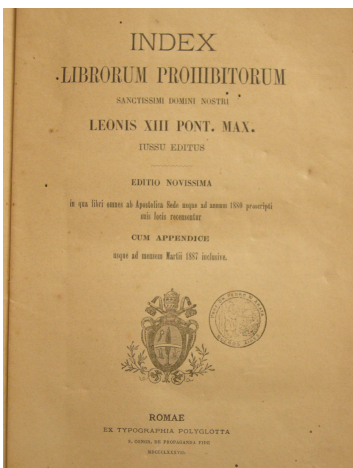 INDEX
LIBRORUM PROHIBITORUM
SANCTISSIMI DOMINI NOSTRI
LEONIS XIII PONT. MAX.
IUSSU EDITUS
EDITIO NOVISSIMA
in qua libri omnes ab Apostolica Sede usque ad annum 1880 proscripti
suis locis recensentur
CUM APPENDICE
usque ad mensem Martii 1887 inclusive.
ROMAE
EX TYPOGRAPHIA POLYGLOTTA
S. CONGR. DE PROPAGANDA FIDE
MDCCCLXXXVII.